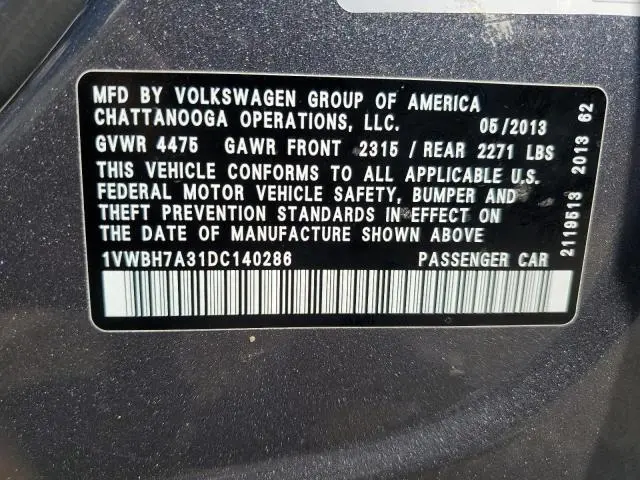 MFD BY VOLKSWAGEN GROUP OF AMERICA
CHATTANOOGA OPERATIONS, LLC. 05/2013
GVWR 4475 GAWR FRONT 2315 / REAR 2271 LBS
THIS VEHICLE CONFORMS TO ALL APPLICABLE U.S.
FEDERAL MOTOR VEHICLE SAFETY, BUMPER AND
THEFT PREVENTION STANDARDS IN EFFECT ON
THE DATE OF MANUFACTURE SHOWN ABOVE
1VWBH7A31DC140286 PASSENGER CAR
2119513 2013 62